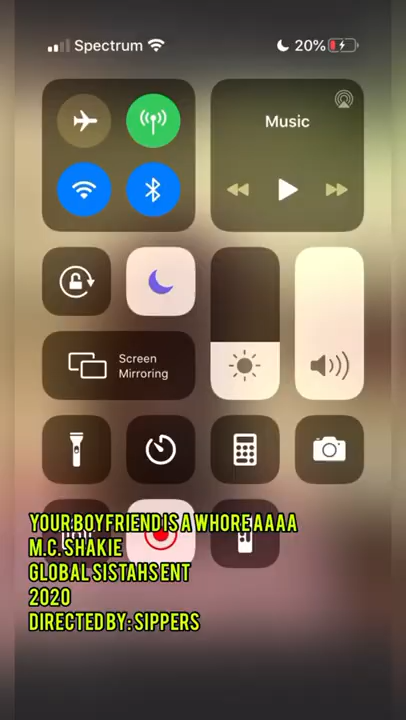 Spectrum 20%
Music
Screen
Mirroring
YOUR BOYFRIEND IS A WHORE AAAA
M.C. SHAKIE
GLOBAL SISTAHS ENT
2020
DIRECTED BY: SIPPERS